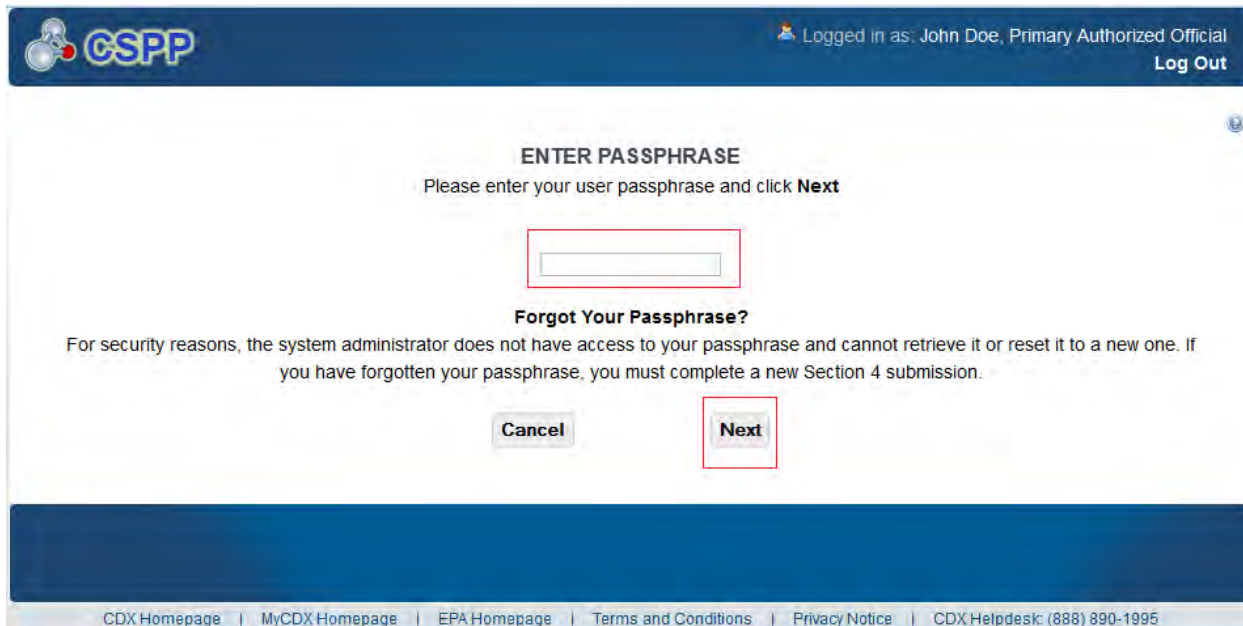 CSPP
Logged in as: John Doe, Primary Authorized Official
Log Out
ENTER PASSPHRASE
Please enter your user passphrase and click Next
Forgot Your Passphrase?
For security reasons, the system administrator does not have access to your passphrase and cannot retrieve it or reset it to a new one. If
you have forgotten your passphrase, you must complete a new Section 4 submission.
Cancel Next
CDX Homepage | MyCDX Homepage | EPA Homepage | Terms and Conditions | Privacy Notice | CDX Helpdesk: (888) 890-1995